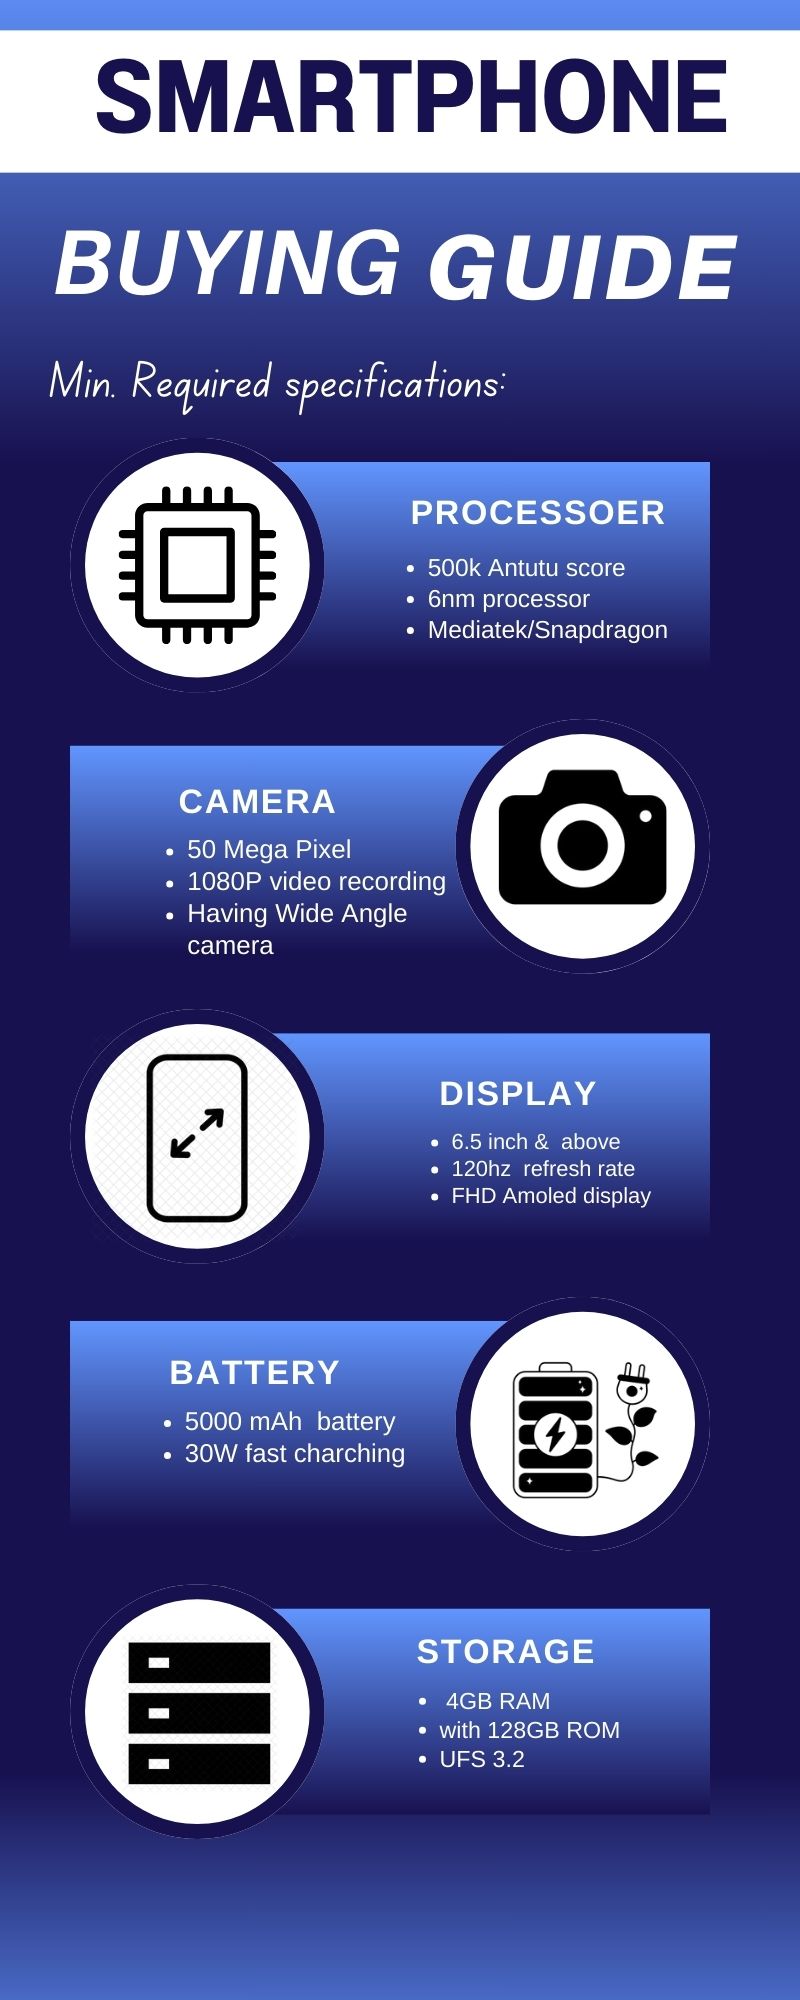 SMARTPHONE
BUYING GUIDE
Min. Required specifications:
PROCESSOER
• 500k Antutu score
• 6nm processor
• Mediatek/Snapdragon
CAMERA
• 50 Mega Pixel
• 1080P video recording
• Having Wide Angle
camera
DISPLAY
• 6.5 inch &  above
• 120hz  refresh rate
• FHD Amoled display
BATTERY
• 5000 mAh  battery
• 30W fast charching
STORAGE
• 4GB RAM
• with 128GB ROM
• UFS 3.2